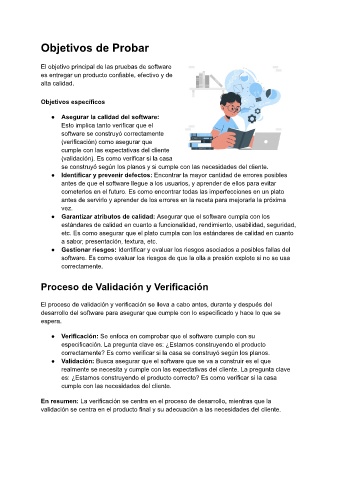 Objetivos de Probar
El objetivo principal de las pruebas de software
es entregar un producto confiable, efectivo y de
alta calidad.
Objetivos específicos
● Asegurar la calidad del software:
Esto implica tanto verificar que el
software se construyó correctamente
(verificación) como asegurar que
cumple con las expectativas del cliente
(validación). Es como verificar si la casa
se construyó según los planos y si cumple con las necesidades del cliente.
● Identificar y prevenir defectos: Encontrar la mayor cantidad de errores posibles
antes de que el software llegue a los usuarios, y aprender de ellos para evitar
cometerlos en el futuro. Es como encontrar todas las imperfecciones en un plato
antes de servirlo y aprender de los errores en la receta para mejorarla la próxima
vez.
● Garantizar atributos de calidad: Asegurar que el software cumpla con los
estándares de calidad en cuanto a funcionalidad, rendimiento, usabilidad, seguridad,
etc. Es como asegurar que el plato cumpla con los estándares de calidad en cuanto
a sabor, presentación, textura, etc.
● Gestionar riesgos: Identificar y evaluar los riesgos asociados a posibles fallas del
software. Es como evaluar los riesgos de que la olla a presión explote si no se usa
correctamente.
Proceso de Validación y Verificación
El proceso de validación y verificación se lleva a cabo antes, durante y después del
desarrollo del software para asegurar que cumple con lo especificado y hace lo que se
espera.
● Verificación: Se enfoca en comprobar que el software cumple con su
especificación. La pregunta clave es: ¿Estamos construyendo el producto
correctamente? Es como verificar si la casa se construyó según los planos.
● Validación: Busca asegurar que el software que se va a construir es el que
realmente se necesita y cumple con las expectativas del cliente. La pregunta clave
es: ¿Estamos construyendo el producto correcto? Es como verificar si la casa
cumple con las necesidades del cliente.
En resumen: La verificación se centra en el proceso de desarrollo, mientras que la
validación se centra en el producto final y su adecuación a las necesidades del cliente.